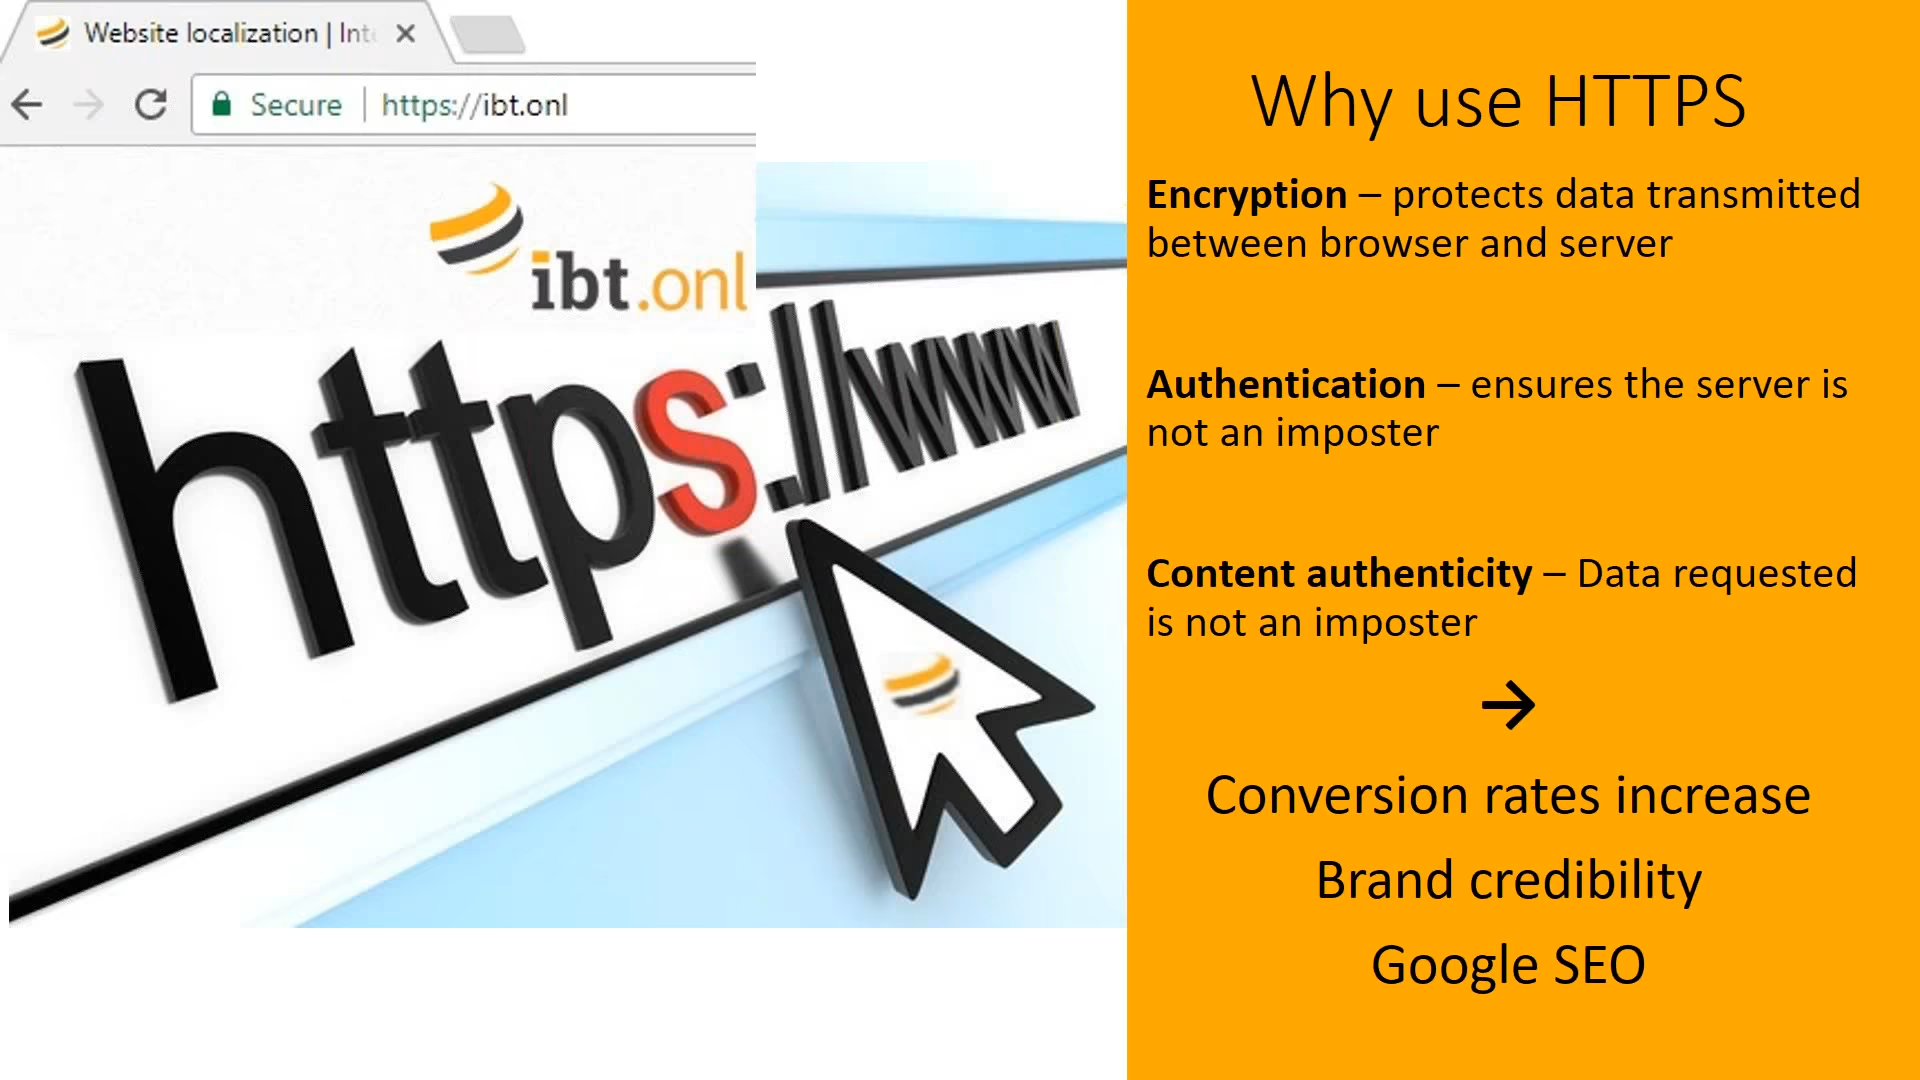 Website localization | Int
Secure
https://ibt.onl
ibt.onl
https://www
Why use HTTPS
Encryption – protects data transmitted
between browser and server
Authentication – ensures the server is
not an imposter
Content authenticity – Data requested
is not an imposter
→
Conversion rates increase
Brand credibility
Google SEO